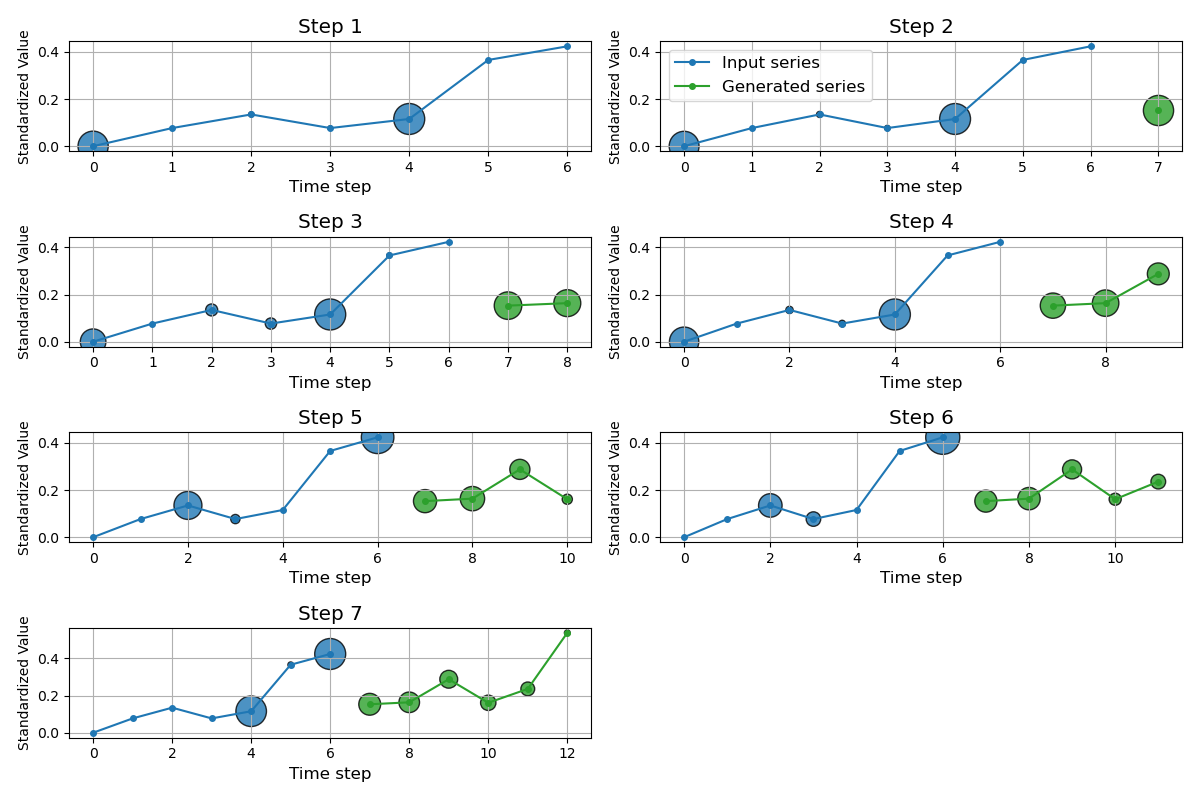 Step 1
Standardized Value
0.4
0.2
0.0
0 1 2 3 4 5 6
Time step
Step 2
Standardized Value
0.4
0.2
0.0
Input series
Generated series
0 1 2 3 4 5 6 7
Time step
Step 3
Standardized Value
0.4
0.2
0.0
0 1 2 3 4 5 6 7 8
Time step
Step 4
Standardized Value
0.4
0.2
0.0
0 2 4 6 8
Time step
Step 5
Standardized Value
0.4
0.2
0.0
0 2 4 6 8 10
Time step
Step 6
Standardized Value
0.4
0.2
0.0
0 2 4 6 8 10
Time step
Step 7
Standardized Value
0.4
0.2
0.0
0 2 4 6 8 10 12
Time step